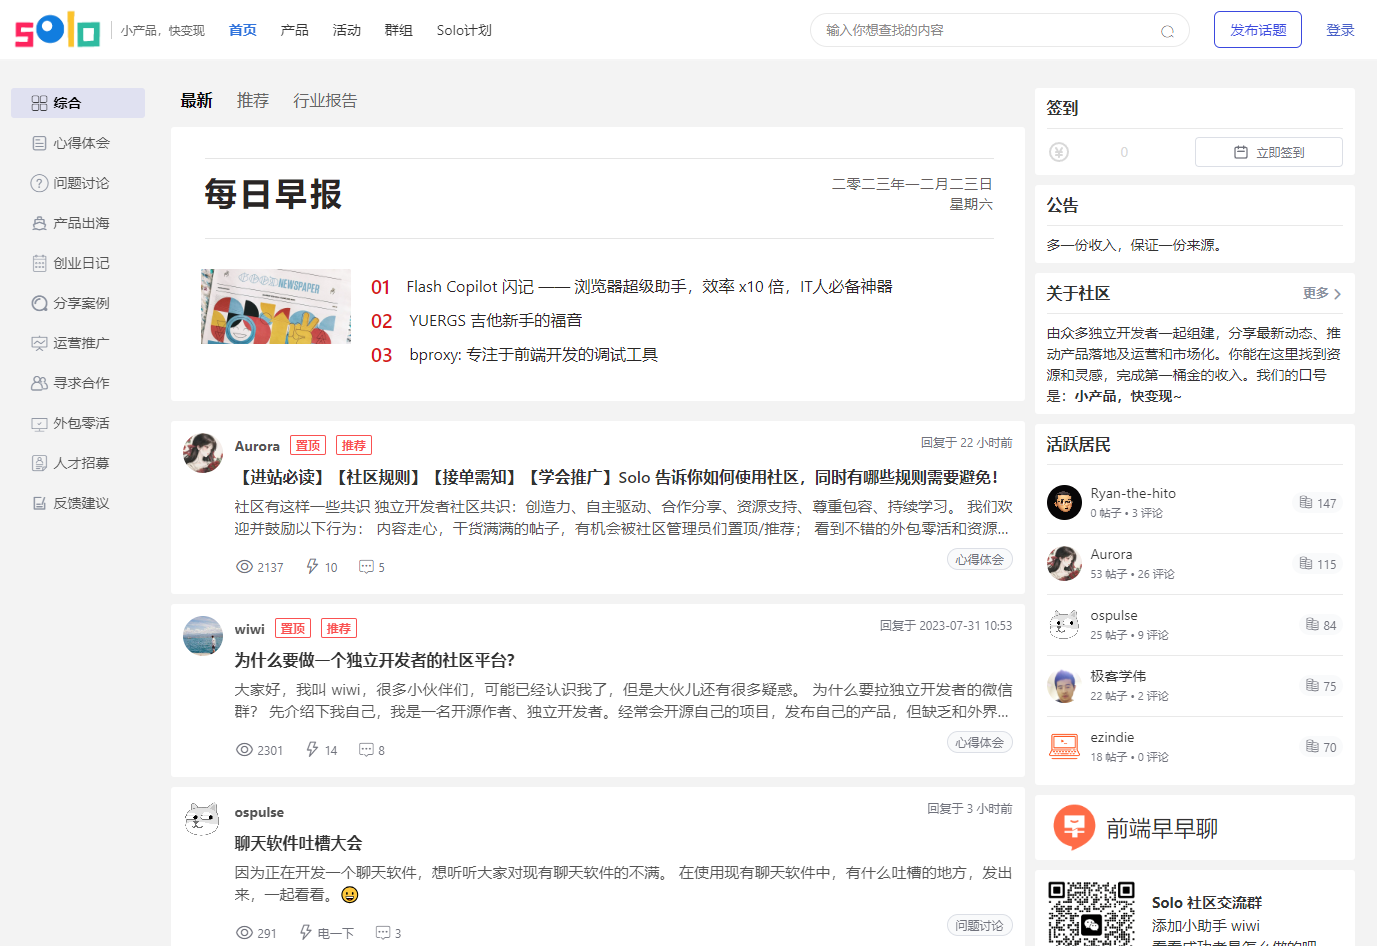 solo
小产品，快变现
首页
产品
活动
群组
Solo计划
输入你想查找的内容
发布话题
登录
综合
心得体会
问题讨论
产品出海
创业日记
分享案例
运营推广
寻求合作
外包零活
人才招募
反馈建议
最新
推荐
行业报告
每日早报
二零二三年一二月二三日
星期六
NEWSPAPER
01 Flash Copilot 闪记 —— 浏览器超级助手，效率 x10 倍，IT人必备神器
02 YUERGS 吉他新手的福音
03 bproxy: 专注于前端开发的调试工具
Aurora 置顶 推荐
回复于 22 小时前
【进站必读】【社区规则】【接单需知】【学会推广】Solo 告诉你如何使用社区，同时有哪些规则需要避免！
社区有这样一些共识 独立开发者社区共识：创造力、自主驱动、合作分享、资源支持、尊重包容、持续学习。 我们欢
迎并鼓励以下行为： 内容走心，干货满满的帖子，有机会被社区管理员们置顶/推荐； 看到不错的外包零活和资源...
2137 10 5
心得体会
wiwi 置顶 推荐
回复于 2023-07-31 10:53
为什么要做一个独立开发者的社区平台？
大家好，我叫 wiwi，很多小伙伴们，可能已经认识我了，但是大伙儿还有很多疑惑。 为什么要拉独立开发者的微信
群？ 先介绍下我自己，我是一名开源作者、独立开发者。经常会开源自己的项目，发布自己的产品，但缺乏和外界...
2301 14 8
心得体会
ospulse
回复于 3 小时前
聊天软件吐槽大会
因为正在开发一个聊天软件，想听听大家对现有聊天软件的不满。 在使用现有聊天软件中，有什么吐槽的地方，发出
来，一起看看。😀
291 电一下 3
问题讨论
签到
0
立即签到
公告
多一份收入，保证一份来源。
关于社区
更多
由众多独立开发者一起组建，分享最新动态、推
动产品落地及运营和市场化。你能在这里找到资
源和灵感，完成第一桶金的收入。我们的口号
是：小产品，快变现~
活跃居民
Ryan-the-hito
0 帖子 • 3 评论
147
Aurora
53 帖子 • 26 评论
115
ospulse
25 帖子 • 9 评论
84
极客学伟
22 帖子 • 2 评论
75
ezindie
18 帖子 • 0 评论
70
前端早早聊
Solo 社区交流群
添加小助手 wiwi
看看成功者是怎么做的吧